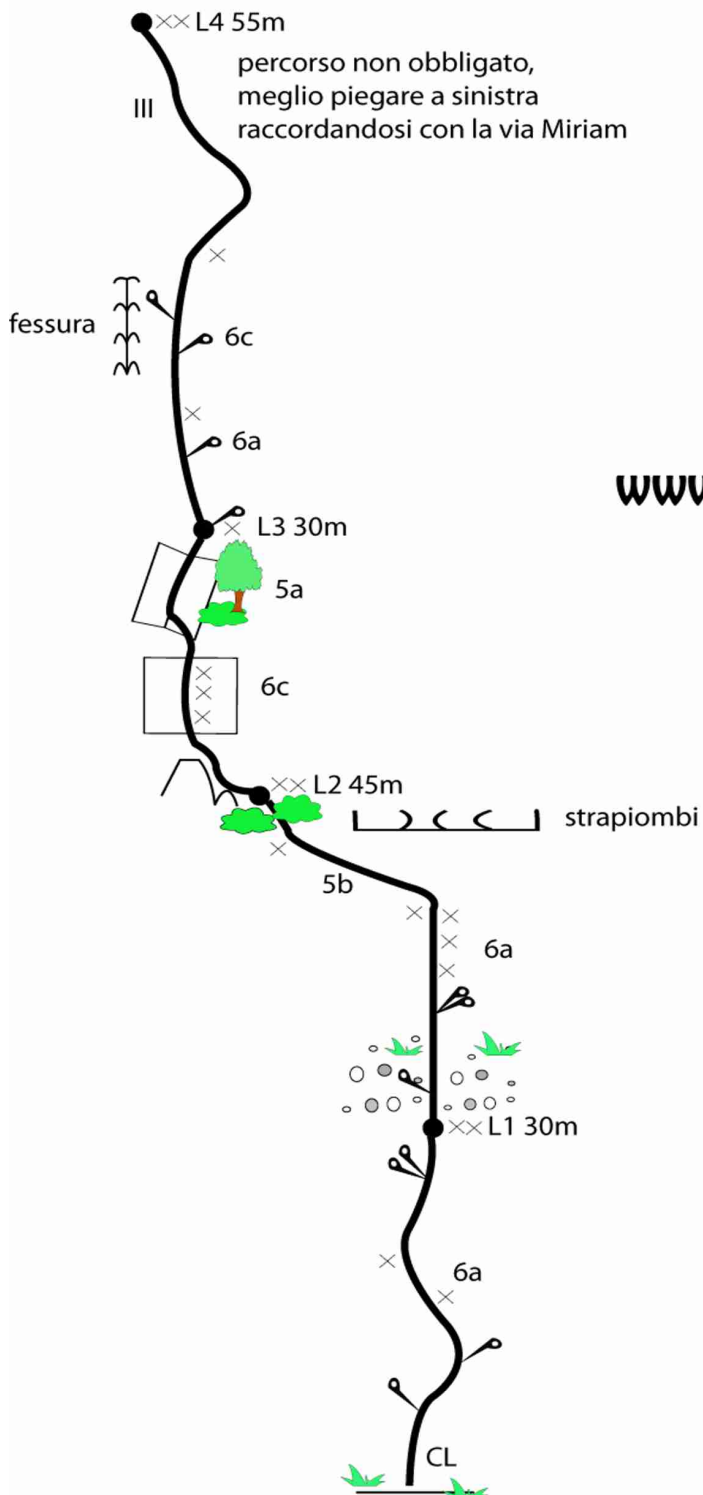 L4 55m
percorso non obbligato,
meglio piegare a sinistra
raccordandosi con la via Miriam
III
fessura
6c
6a
L3 30m
5a
6c
L2 45m
strapiombi
5b
6a
L1 30m
6a
CL